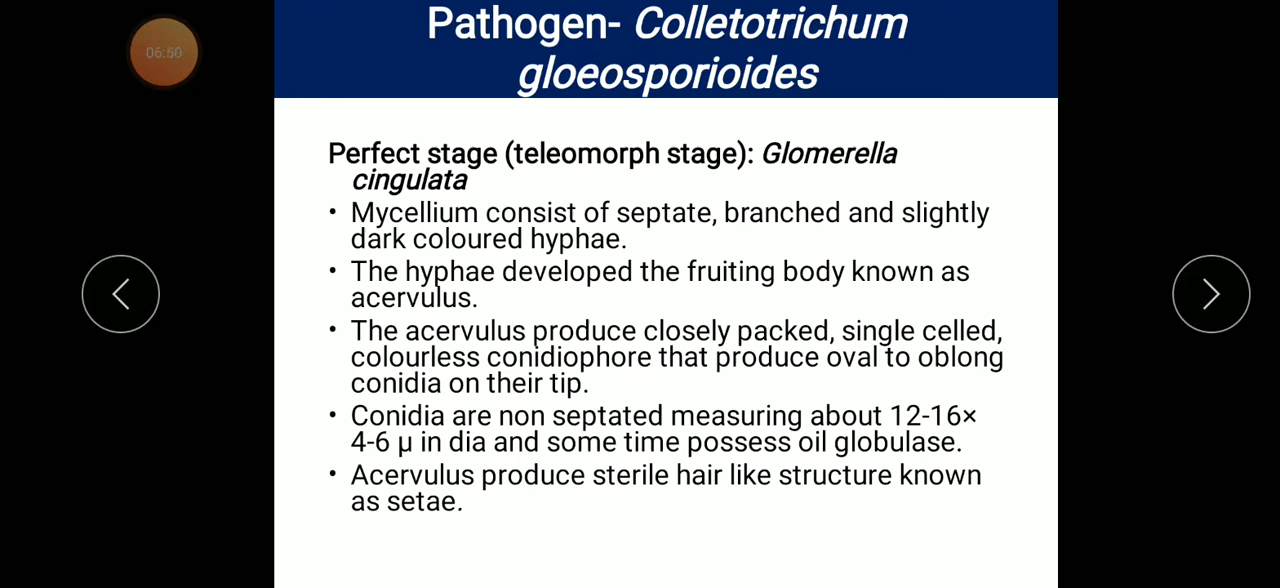 Pathogen- Colletotrichum
gloeosporioides
06:50
Perfect stage (teleomorph stage): Glomerella
cingulata
• Mycellium consist of septate, branched and slightly
dark coloured hyphae.
• The hyphae developed the fruiting body known as
acervulus.
• The acervulus produce closely packed, single celled,
colourless conidiophore that produce oval to oblong
conidia on their tip.
• Conidia are non septated measuring about 12-16×
4-6 µ in dia and some time possess oil globulase.
• Acervulus produce sterile hair like structure known
as setae.